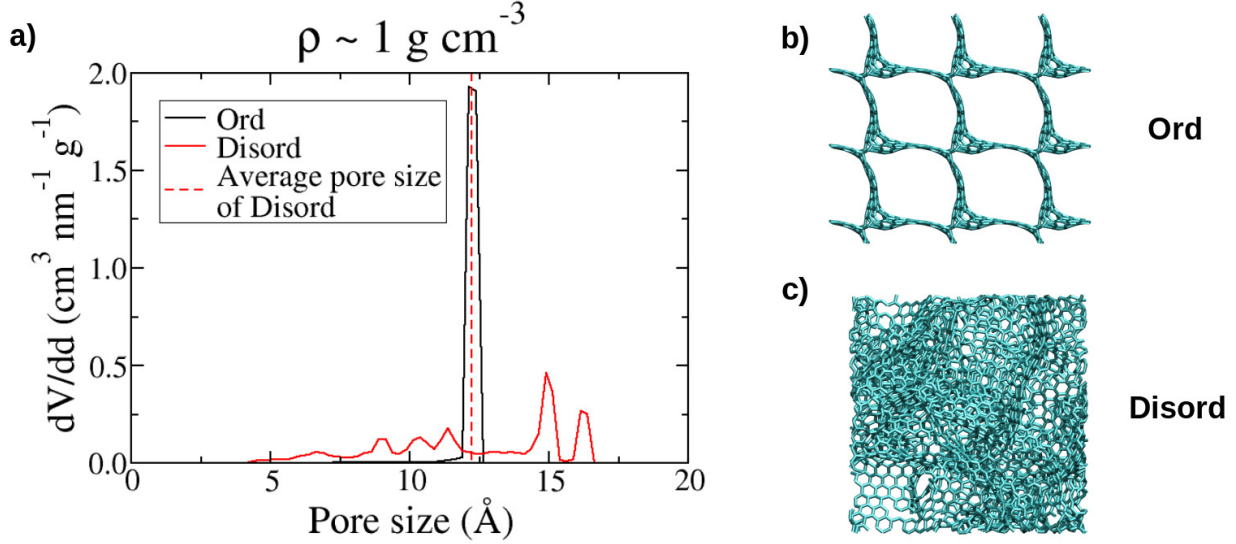 a)
ρ ~ 1 g cm⁻³
dV/dd (cm³ nm⁻¹ g⁻¹)
2.0
1.5
1.0
0.5
0.0
Ord
Disord
Average pore size
of Disord
0
5
10
15
20
Pore size (Å)
b)
Ord
c)
Disord